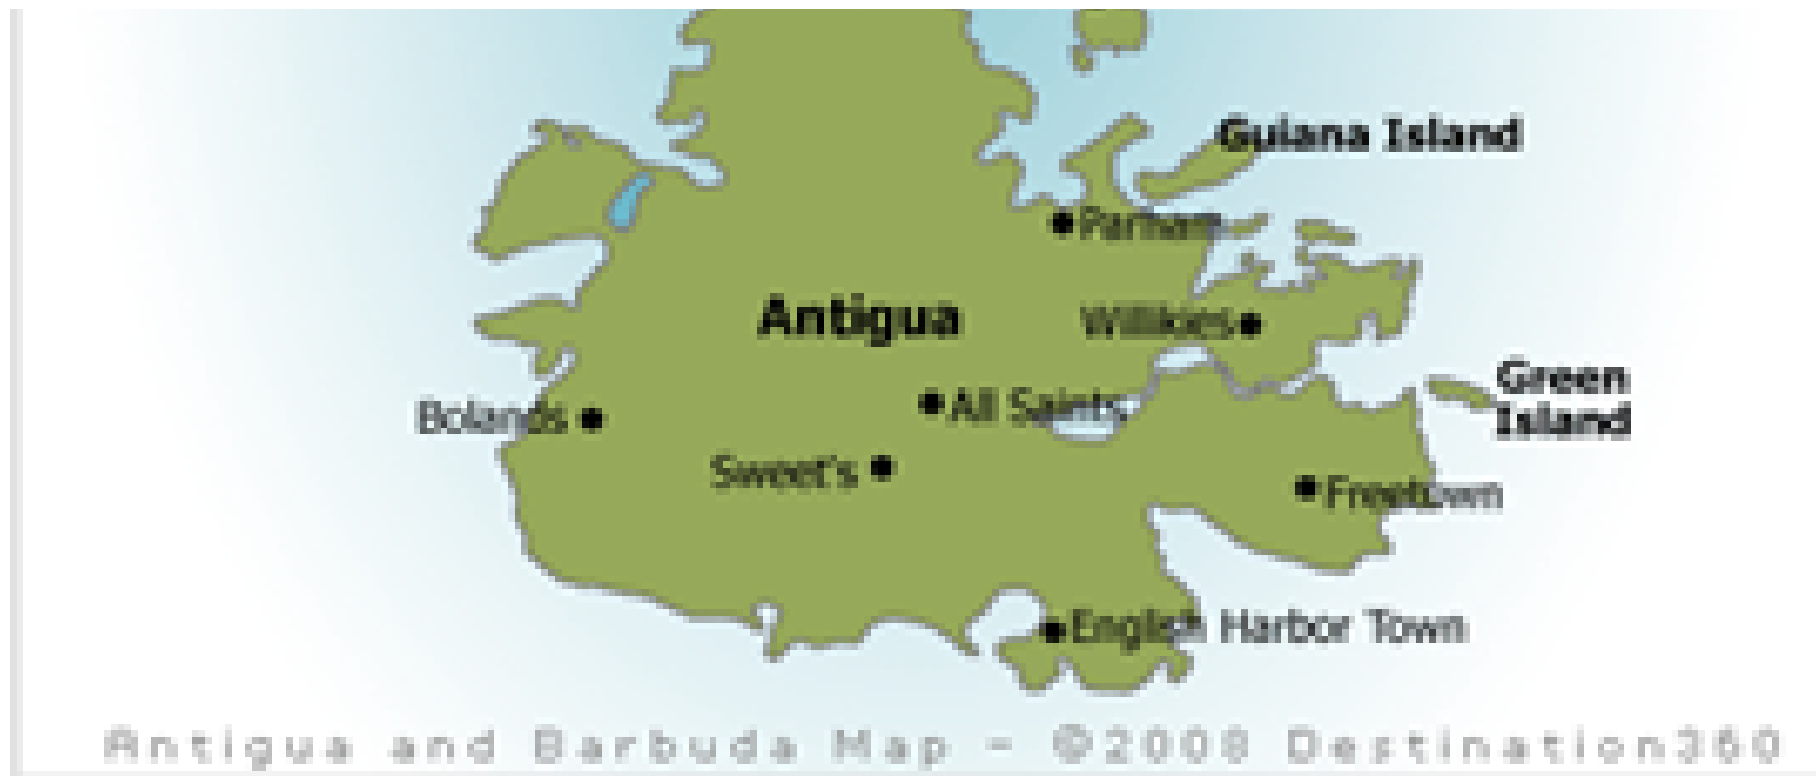 Guiana Island
Parham
Antigua
Willikies
Green
Island
Bolands
All Saints
Sweet's
Freetown
English Harbor Town
Antigua and Barbuda Map - ©2008 Destination360